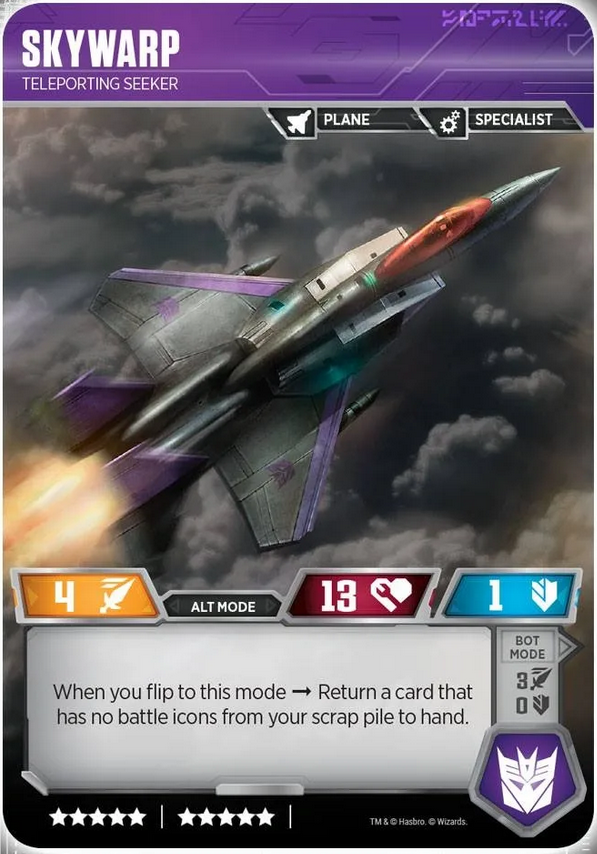 SKYWARP
TELEPORTING SEEKER
PLANE
SPECIALIST
4
ALT MODE
13
1
BOT
MODE
3
0
When you flip to this mode → Return a card that
has no battle icons from your scrap pile to hand.
TM & © Hasbro. © Wizards.